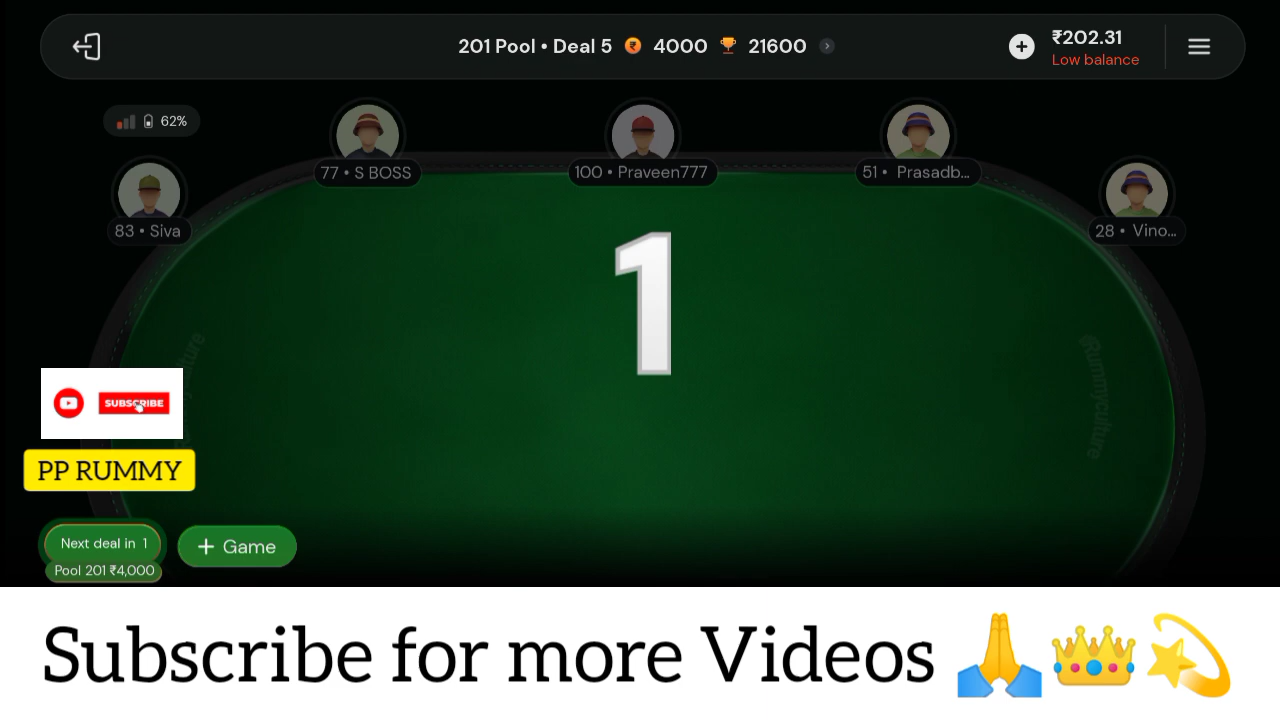 201 Pool • Deal 5 4000 21600
₹202.31
Low balance
62%
77 • S BOSS
100 • Praveen777
51 • Prasadb...
83 • Siva
28 • Vino...
1
Rummyculture
SUBSCRIBE
PP RUMMY
Next deal in 1
Pool 201 ₹4,000
+ Game
Subscribe for more Videos 🙏👑💫